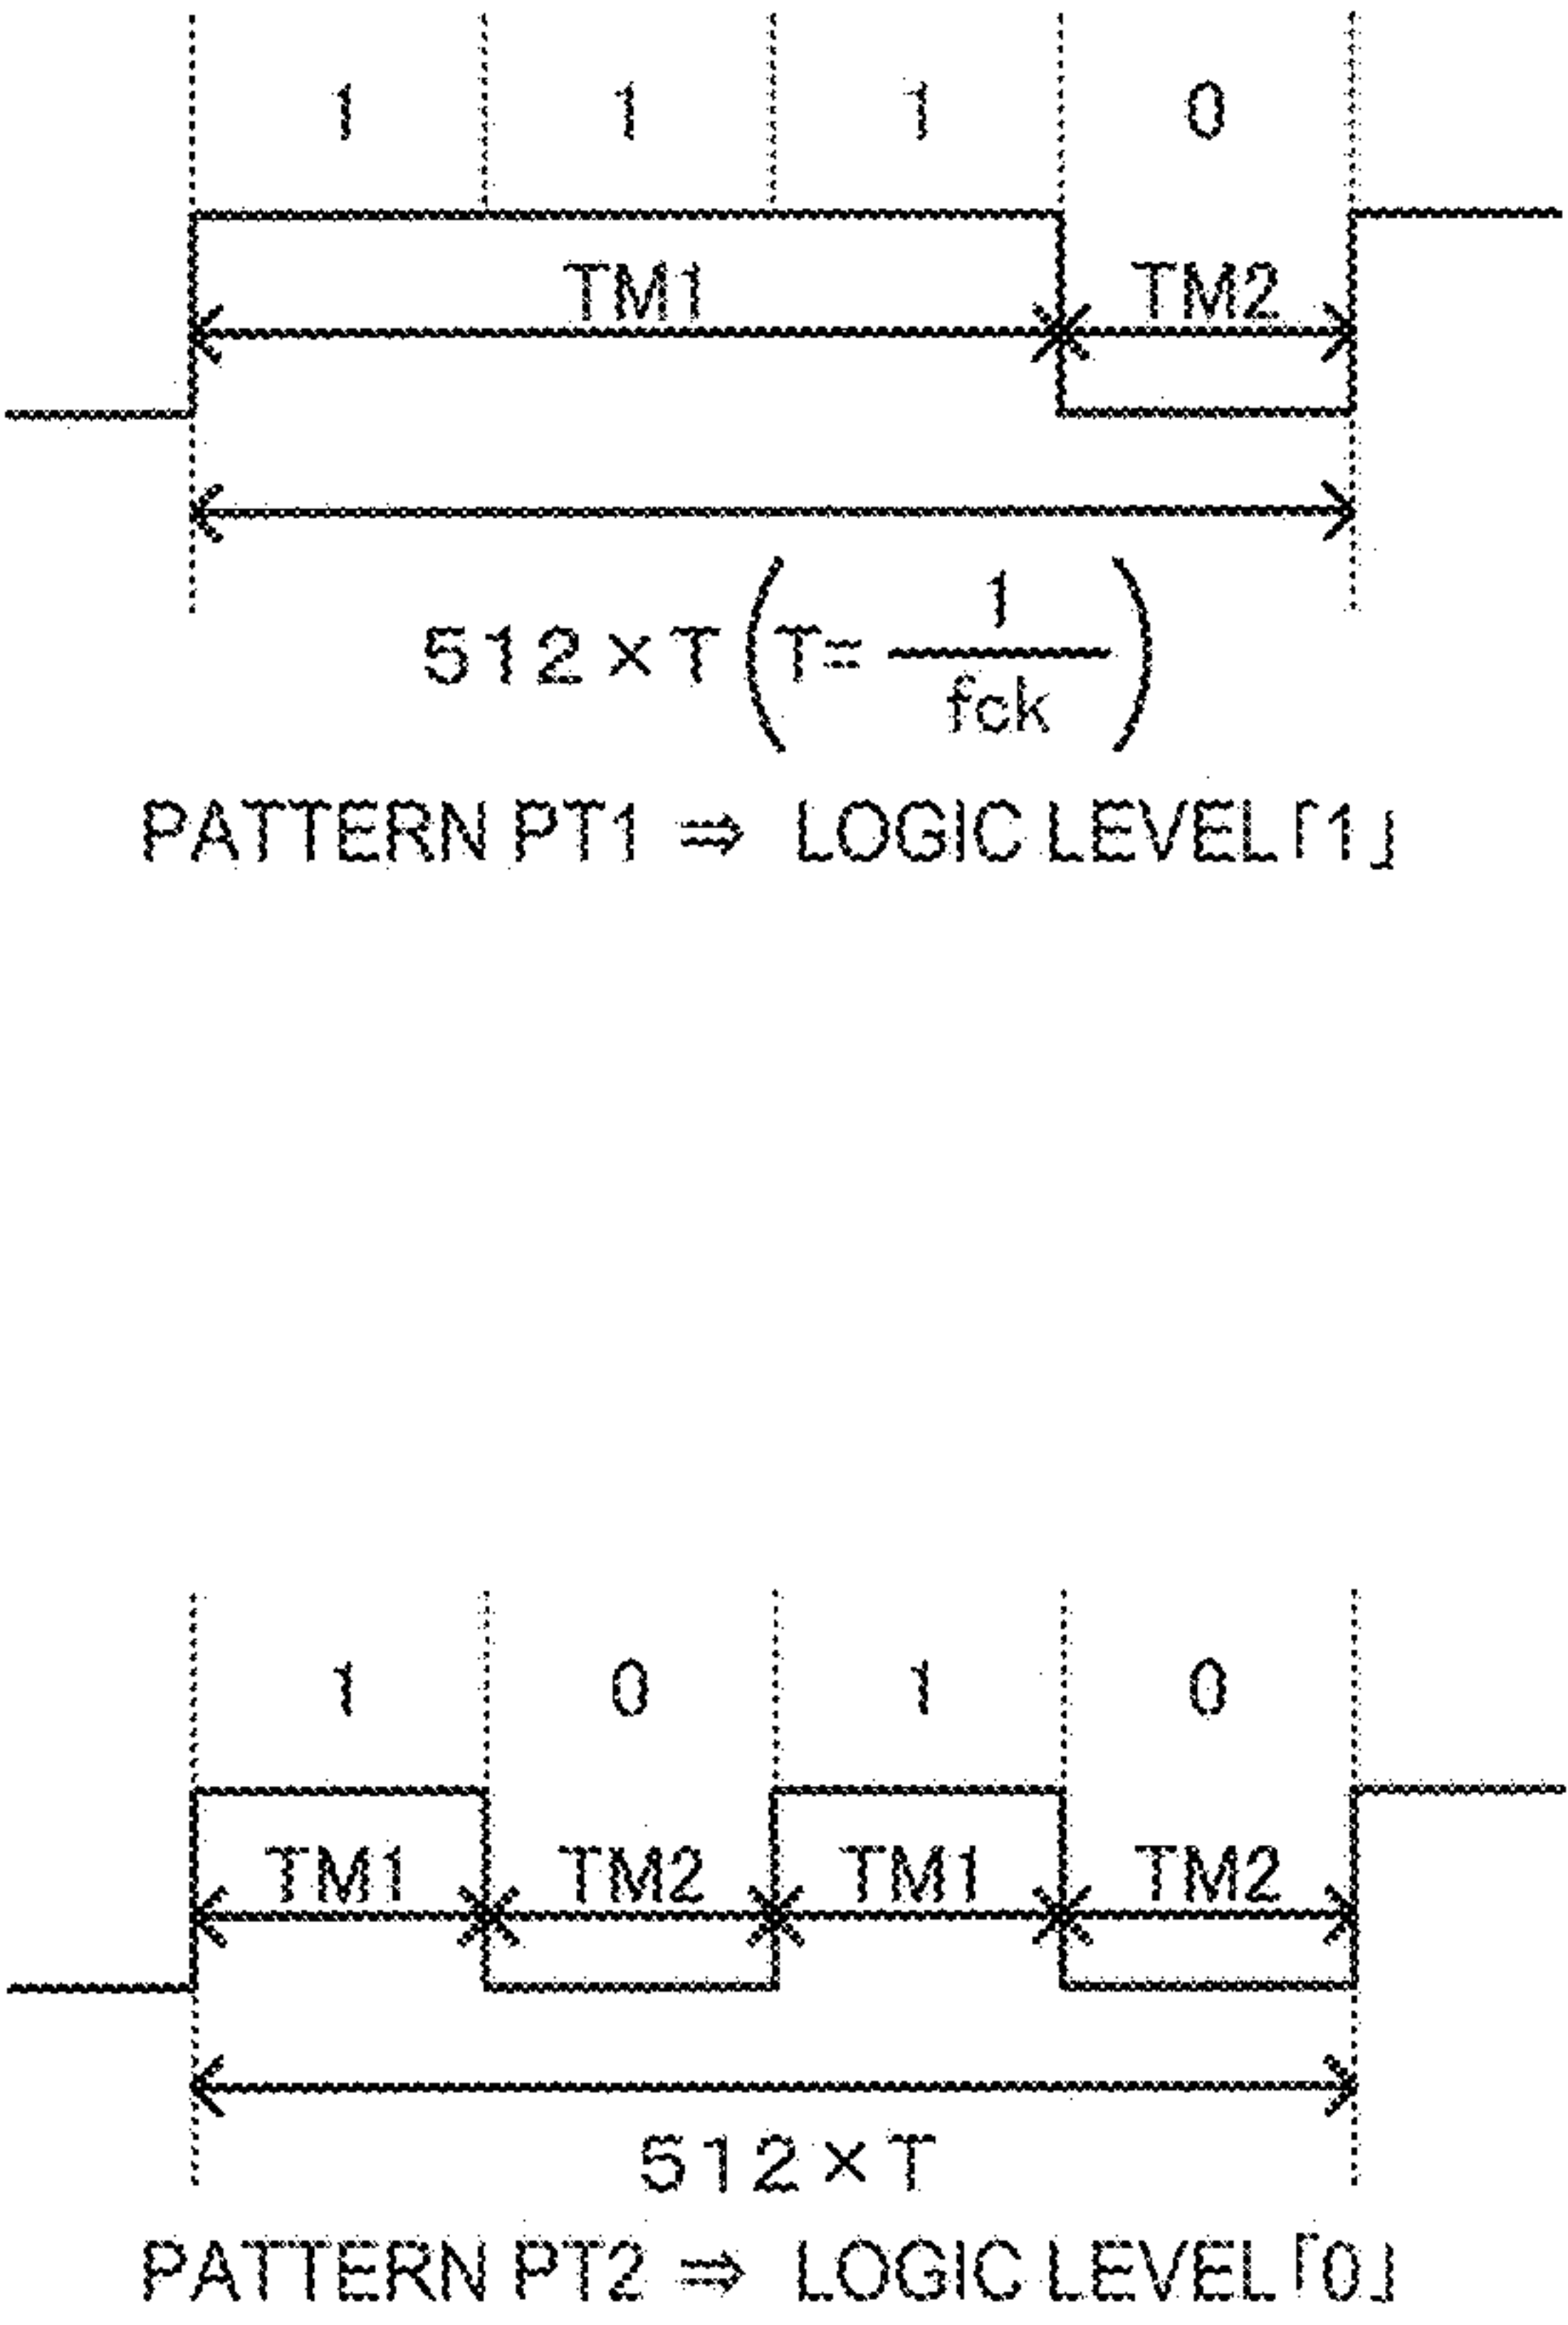 1 1 1 0
TM1 TM2
512×T(T=1/fck)
PATTERN PT1 ⇒ LOGIC LEVEL「1」
1 0 1 0
TM1 TM2 TM1 TM2
512×T
PATTERN PT2 ⇒ LOGIC LEVEL「0」